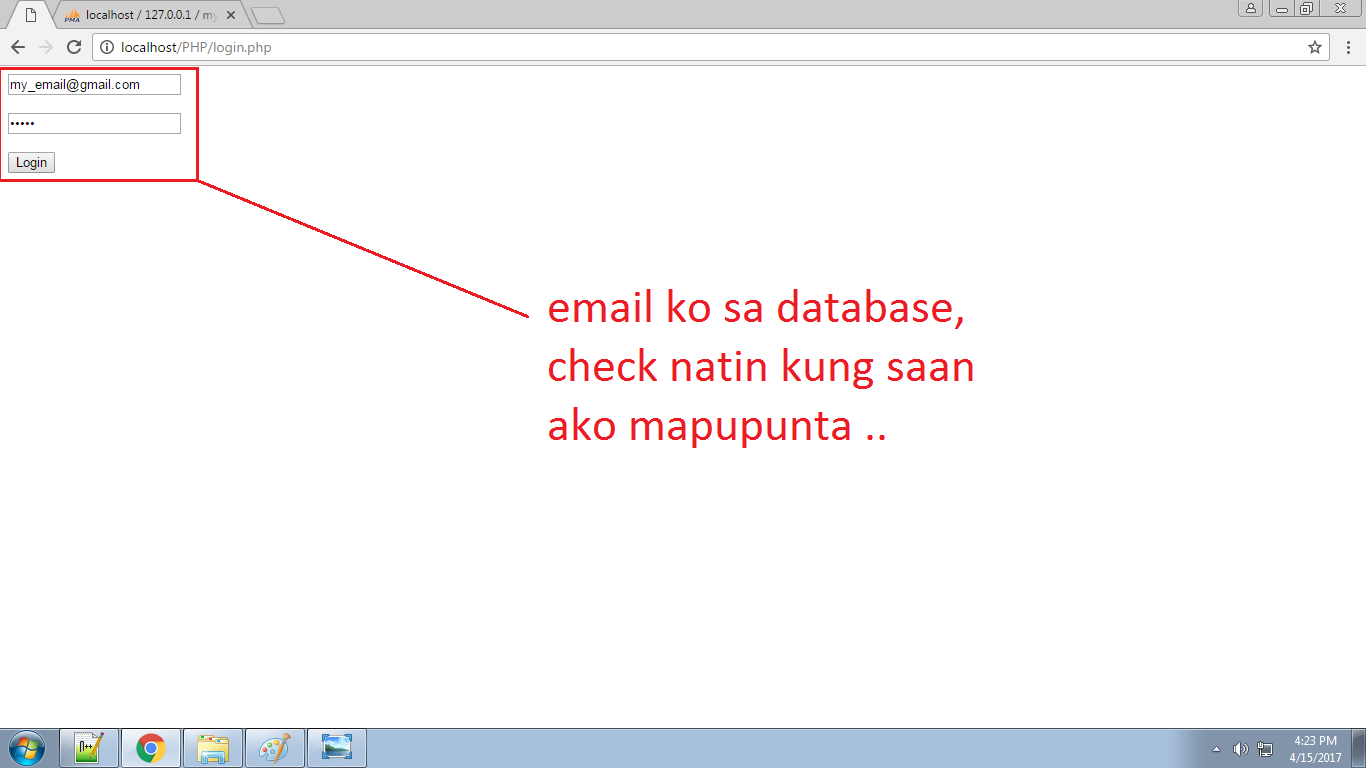 localhost / 127.0.0.1 / my
localhost/PHP/login.php
my_email@gmail.com
•••••
Login
email ko sa database,
check natin kung saan
ako mapupunta ..
4:23 PM
4/15/2017